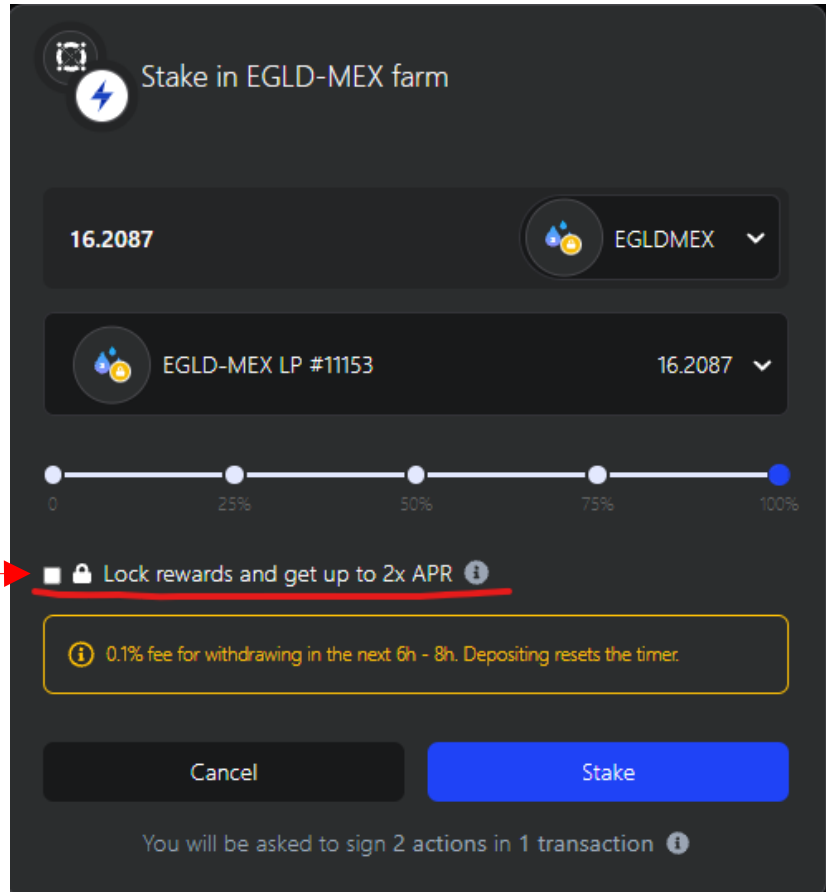 Stake in EGLD-MEX farm
16.2087 EGLDMEX
EGLD-MEX LP #11153 16.2087
0 25% 50% 75% 100%
Lock rewards and get up to 2x APR
0.1% fee for withdrawing in the next 6h - 8h. Depositing resets the timer.
Cancel Stake
You will be asked to sign 2 actions in 1 transaction